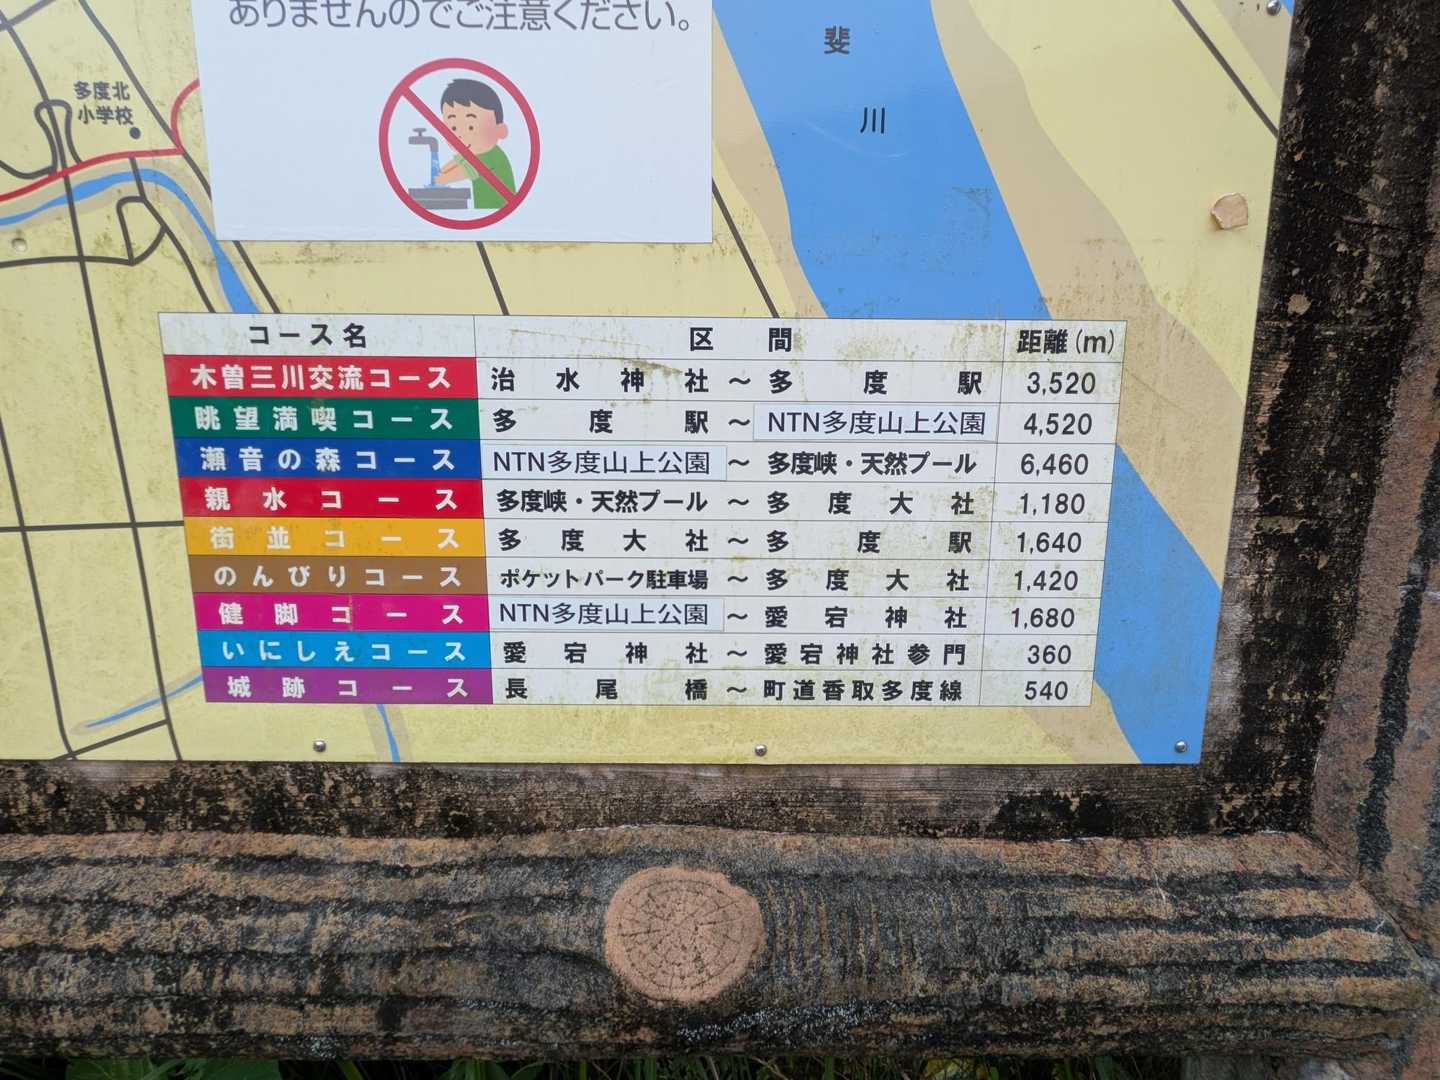 ありませんのでご注意ください。
斐
川
多度北
小学校
コース名 区間 距離(m)
木曽三川交流コース 治水神社～多度駅 3,520
眺望満喫コース 多度駅～NTN多度山上公園 4,520
瀬音の森コース NTN多度山上公園～多度峡・天然プール 6,460
親水コース 多度峡・天然プール～多度大社 1,180
街並コース 多度大社～多度駅 1,640
のんびりコース ポケットパーク駐車場～多度大社 1,420
健脚コース NTN多度山上公園～愛宕神社 1,680
いにしえコース 愛宕神社～愛宕神社参門 360
城跡コース 長尾橋～町道香取多度線 540